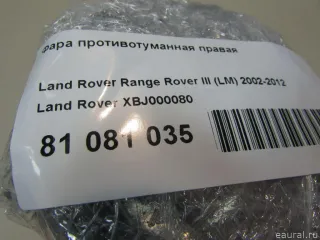 фара противотуманная правая
Land Rover Range Rover III (LM) 2002-2012
Land Rover XBJ000080
81 081 035
eaural.ru